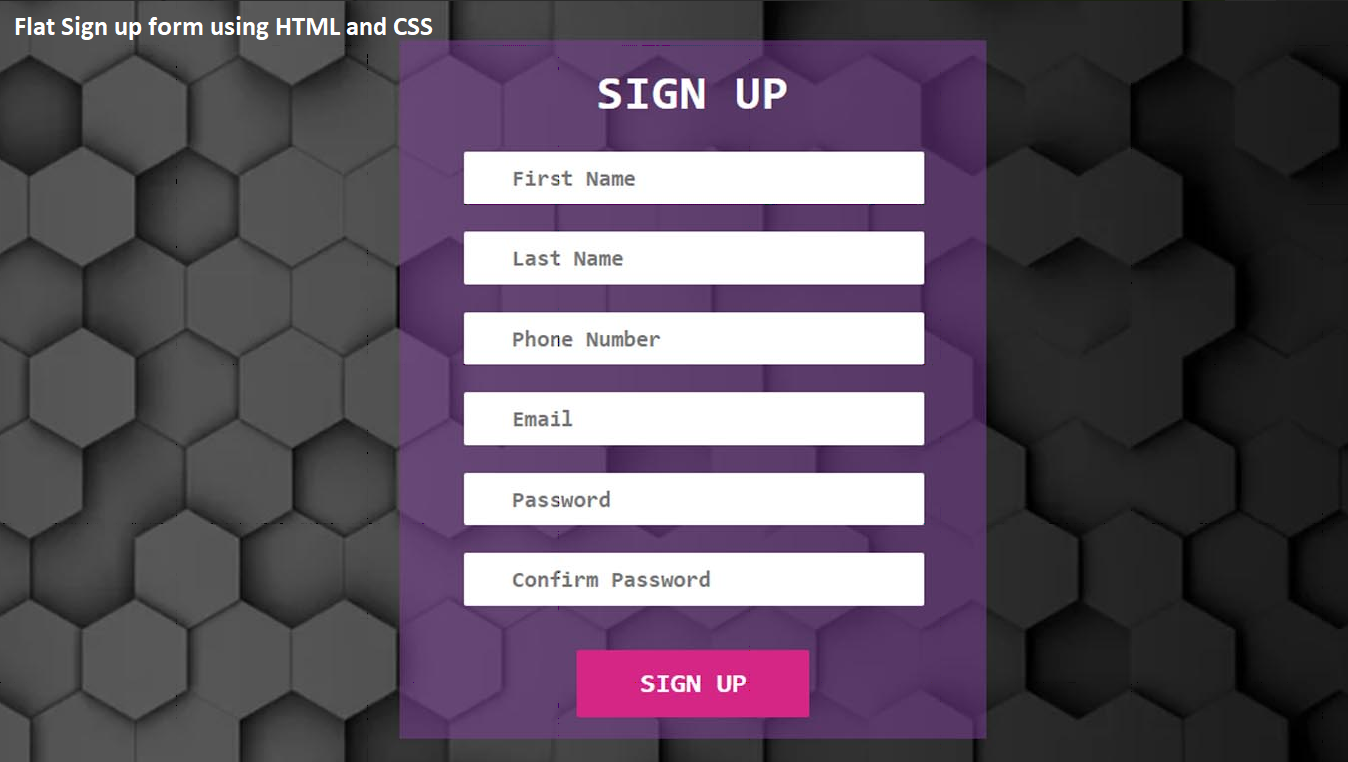 Flat Sign up form using HTML and CSS
SIGN UP
First Name
Last Name
Phone Number
Email
Password
Confirm Password
SIGN UP